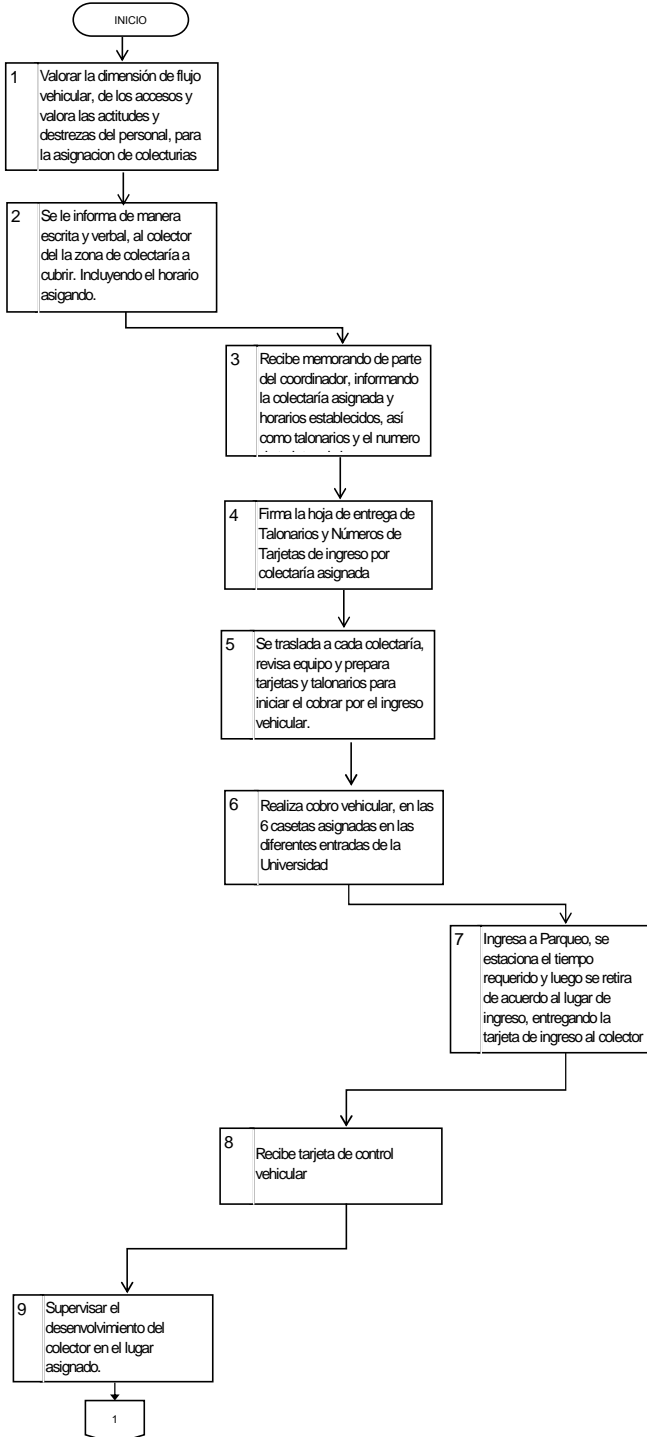 INICIO
1
Valorar la dimensión de flujo
vehicular, de los accesos y
valora las actitudes y
destrezas del personal, para
la asignacion de colecturias
2
Se le informa de manera
escrita y verbal, al colector
del la zona de colectaría a
cubrir. Incluyendo el horario
asigando.
3
Recibe memorando de parte
del coordinador, informando
la colectaría asignada y
horarios establecidos, así
como talonarios y el numero
4
Firma la hoja de entrega de
Talonarios y Números de
Tarjetas de ingreso por
colectaría asignada
5
Se traslada a cada colectaría,
revisa equipo y prepara
tarjetas y talonarios para
iniciar el cobrar por el ingreso
vehicular.
6
Realiza cobro vehicular, en las
6 casetas asignadas en las
diferentes entradas de la
Universidad
7
Ingresa a Parqueo, se
estaciona el tiempo
requerido y luego se retira
de acuerdo al lugar de
ingreso, entregando la
tarjeta de ingreso al colector
8
Recibe tarjeta de control
vehicular
9
Supervisar el
desenvolvimiento del
colector en el lugar
asignado.
1